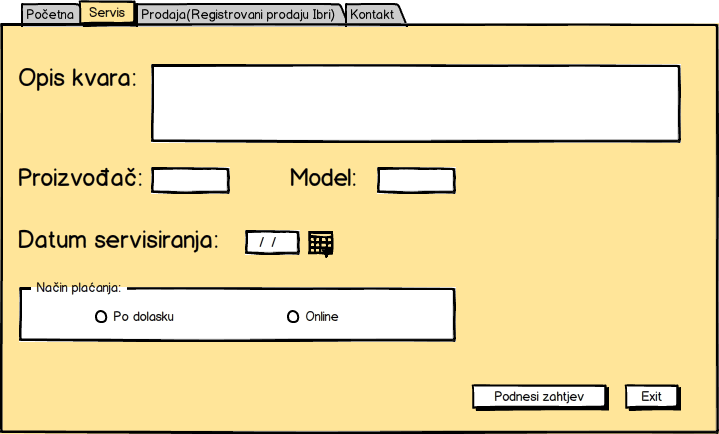 Početna Servis Prodaja(Registrovani prodaju Ibri) Kontakt
Opis kvara:
Proizvođač: Model:
Datum servisiranja: / /
Način plaćanja:
Po dolasku Online
Podnesi zahtjev Exit